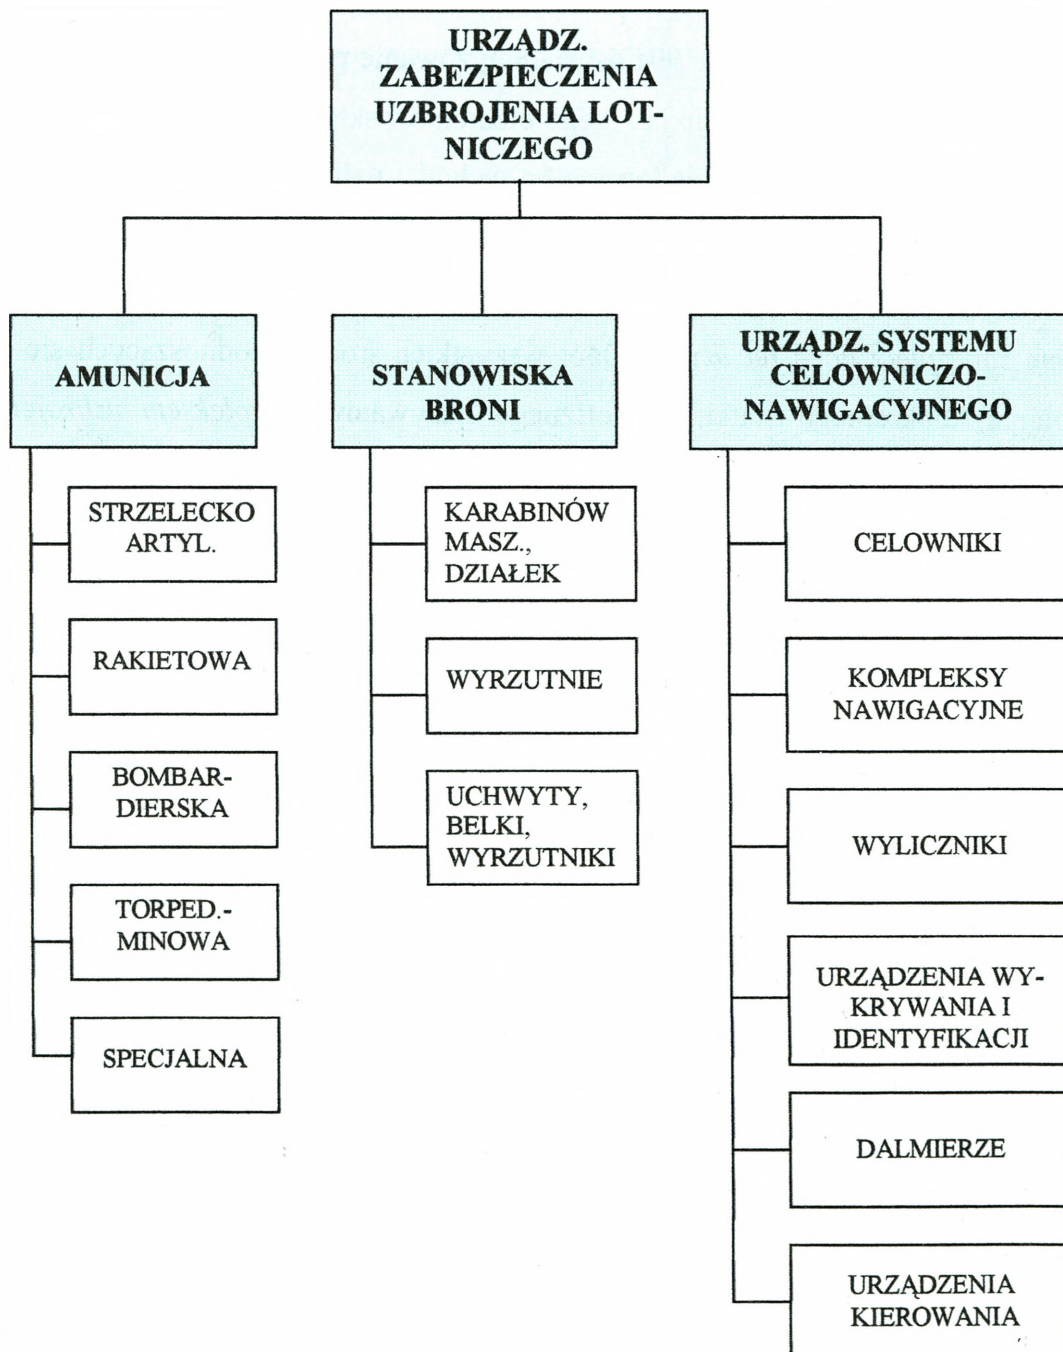 URZĄDZ.
ZABEZPIECZENIA
UZBROJENIA LOT-
NICZEGO
AMUNICJA
STRZELECKO
ARTYL.
RAKIETOWA
BOMBAR-
DIERSKA
TORPED.-
MINOWA
SPECJALNA
STANOWISKA
BRONI
KARABINÓW
MASZ.,
DZIAŁEK
WYRZUTNIE
UCHWYTY,
BELKI,
WYRZUTNIKI
URZĄDZ. SYSTEMU
CELOWNICZO-
NAWIGACYJNEGO
CELOWNIKI
KOMPLEKSY
NAWIGACYJNE
WYLICZNIKI
URZĄDZENIA WY-
KRYWANIA I
IDENTYFIKACJI
DALMIERZE
URZĄDZENIA
KIEROWANIA